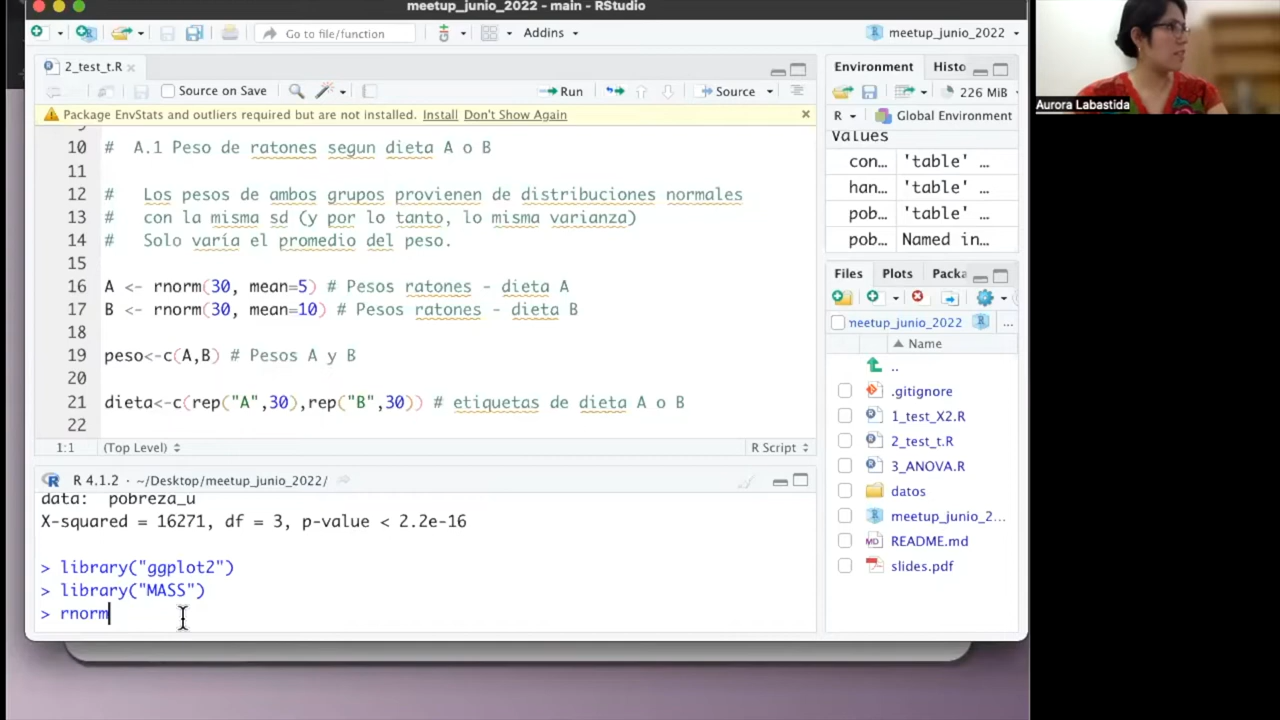 meetup_junio_2022 - main - RStudio
Go to file/function
Addins
meetup_junio_2022
2_test_t.R
Source on Save
Run
Source
Package EnvStats and outliers required but are not installed. Install Don't Show Again
10 # A.1 Peso de ratones segun dieta A o B
11
12 # Los pesos de ambos grupos provienen de distribuciones normales
13 # con la misma sd (y por lo tanto, lo misma varianza)
14 # Solo varía el promedio del peso.
15
16 A <- rnorm(30, mean=5) # Pesos ratones - dieta A
17 B <- rnorm(30, mean=10) # Pesos ratones - dieta B
18
19 peso<-c(A,B) # Pesos A y B
20
21 dieta<-c(rep("A",30),rep("B",30)) # etiquetas de dieta A o B
22
1:1 (Top Level) R Script
R 4.1.2 · ~/Desktop/meetup_junio_2022/
data: pobreza_u
X-squared = 16271, df = 3, p-value < 2.2e-16
> library("ggplot2")
> library("MASS")
> rnorm
Environment Histo
226 MiB
R Global Environment
Values
con… 'table' …
han… 'table' …
pob… 'table' …
pob… Named in…
Files Plots Packa
meetup_junio_2022 ...
Name
..
.gitignore
1_test_X2.R
2_test_t.R
3_ANOVA.R
datos
meetup_junio_2...
README.md
slides.pdf
Aurora Labastida